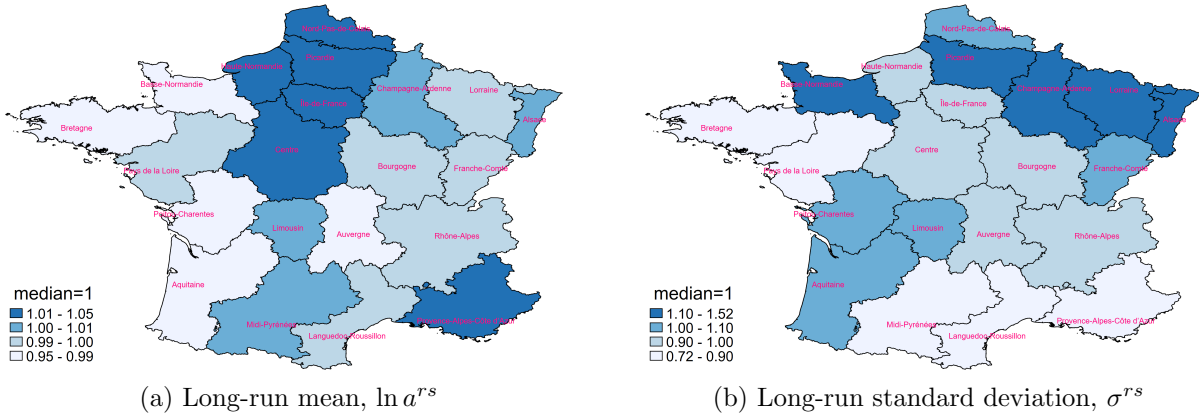 Nord-Pas-de-Calais
Picardie
Haute-Normandie
Basse-Normandie
Île-de-France
Champagne-Ardenne
Lorraine
Alsace
Bretagne
Pays de la Loire
Centre
Bourgogne
Franche-Comté
Poitou-Charentes
Limousin
Auvergne
Rhône-Alpes
Aquitaine
Midi-Pyrénées
Languedoc-Roussillon
Provence-Alpes-Côte d'Azur
median=1
1.01 - 1.05
1.00 - 1.01
0.99 - 1.00
0.95 - 0.99
(a) Long-run mean, ln a^{rs}
Nord-Pas-de-Calais
Picardie
Haute-Normandie
Basse-Normandie
Île-de-France
Champagne-Ardenne
Lorraine
Alsace
Bretagne
Pays de la Loire
Centre
Bourgogne
Franche-Comté
Poitou-Charentes
Limousin
Auvergne
Rhône-Alpes
Aquitaine
Midi-Pyrénées
Languedoc-Roussillon
Provence-Alpes-Côte d'Azur
median=1
1.10 - 1.52
1.00 - 1.10
0.90 - 1.00
0.72 - 0.90
(b) Long-run standard deviation, σ^{rs}